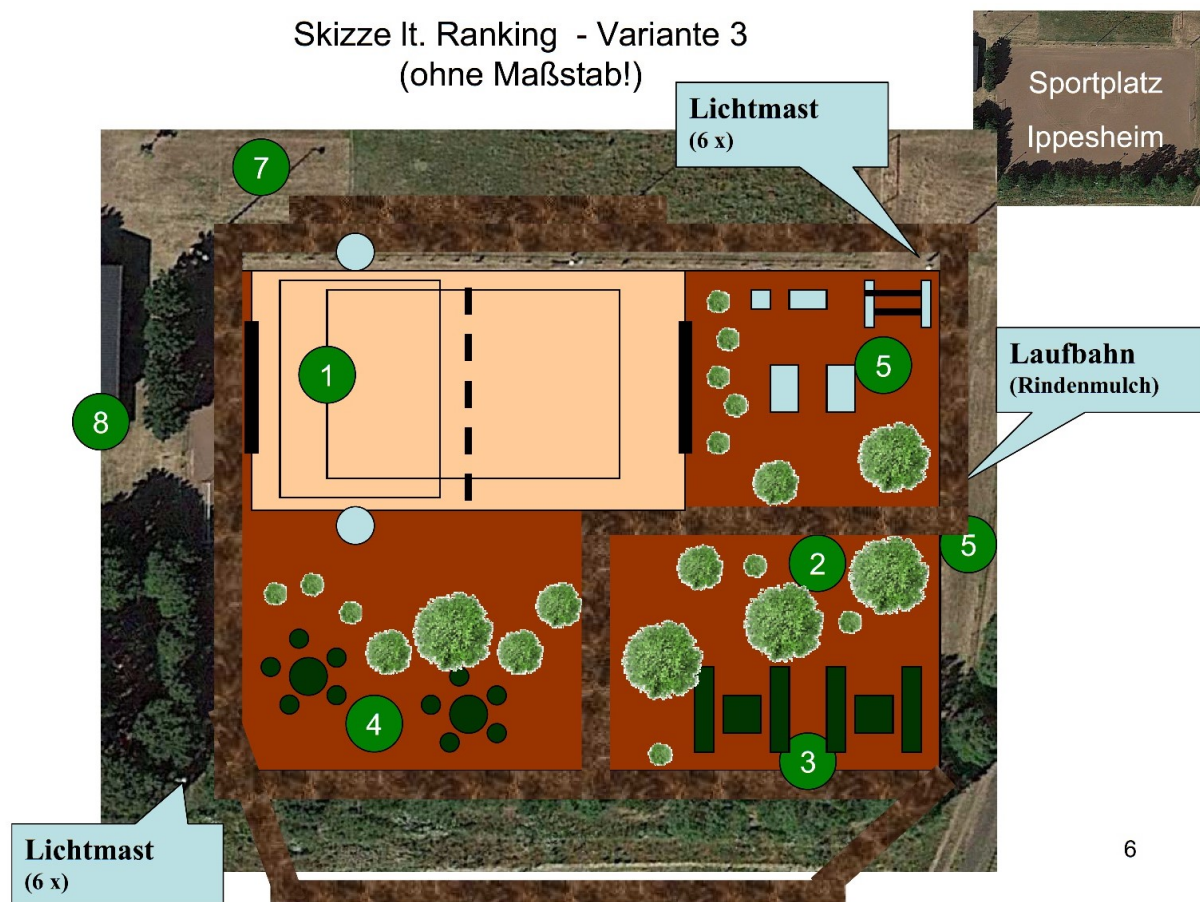 Skizze lt. Ranking - Variante 3
(ohne Maßstab!)
Sportplatz
Ippesheim
Lichtmast
(6 x)
7
Laufbahn
(Rindenmulch)
1
5
8
5
2
4
3
Lichtmast
(6 x)
6